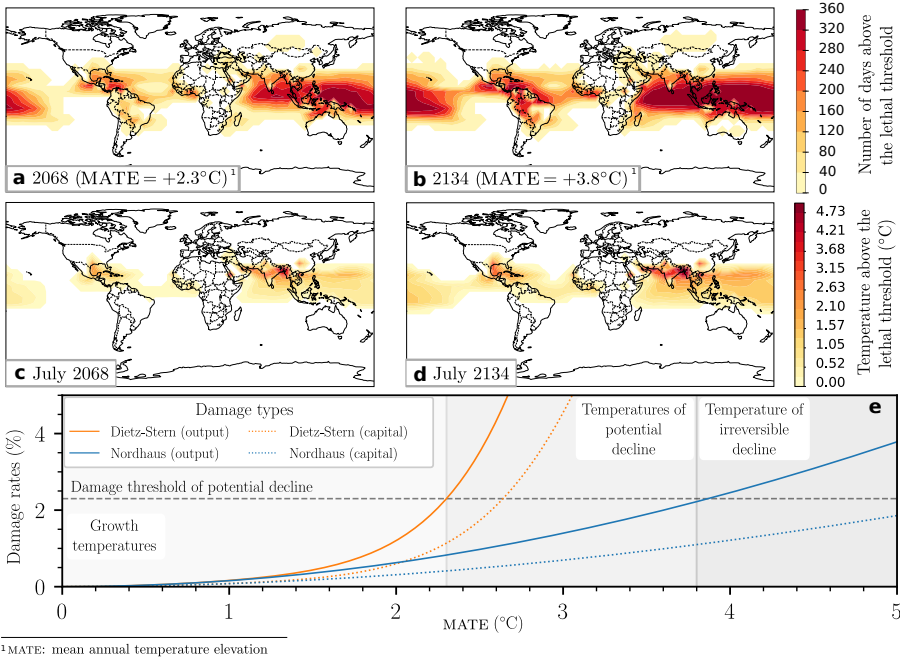 a 2068 (MATE = +2.3°C)¹
b 2134 (MATE = +3.8°C)¹
360
320
280
240
200
160
120
80
40
0
Number of days above
the lethal threshold
c July 2068
d July 2134
4.73
4.21
3.68
3.15
2.63
2.10
1.57
1.05
0.52
0.00
Temperature above the
lethal threshold (°C)
e
Damage types
Dietz-Stern (output)
Dietz-Stern (capital)
Nordhaus (output)
Nordhaus (capital)
Temperatures of
potential
decline
Temperature of
irreversible
decline
Damage threshold of potential decline
Growth
temperatures
Damage rates (%)
4
2
0
0
1
2
3
4
5
MATE (°C)
¹MATE: mean annual temperature elevation